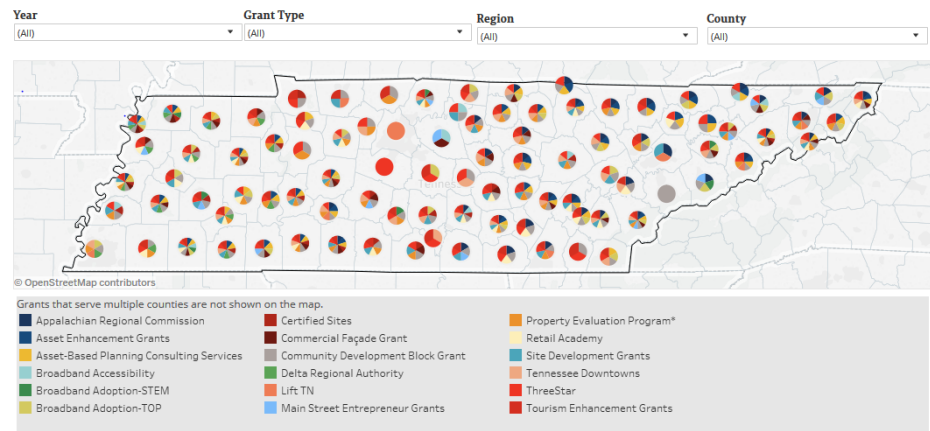 Year
Grant Type
Region
County
(All)
(All)
(All)
(All)
Tennessee
© OpenStreetMap contributors
Grants that serve multiple counties are not shown on the map.
Appalachian Regional Commission
Certified Sites
Property Evaluation Program*
Asset Enhancement Grants
Commercial Façade Grant
Retail Academy
Asset-Based Planning Consulting Services
Community Development Block Grant
Site Development Grants
Broadband Accessibility
Delta Regional Authority
Tennessee Downtowns
Broadband Adoption-STEM
Lift TN
ThreeStar
Broadband Adoption-TOP
Main Street Entrepreneur Grants
Tourism Enhancement Grants